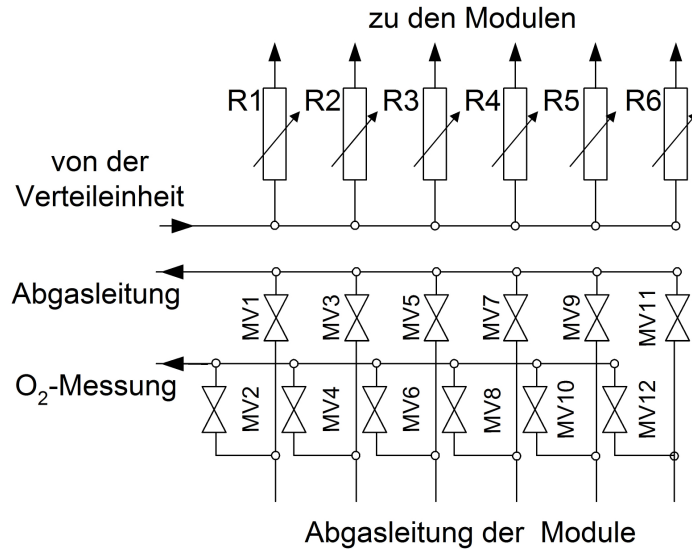 zu den Modulen
R1 R2 R3 R4 R5 R6
von der
Verteileinheit
Abgasleitung
MV1 MV3 MV5 MV7 MV9 MV11
O₂-Messung
MV2 MV4 MV6 MV8 MV10 MV12
Abgasleitung der Module